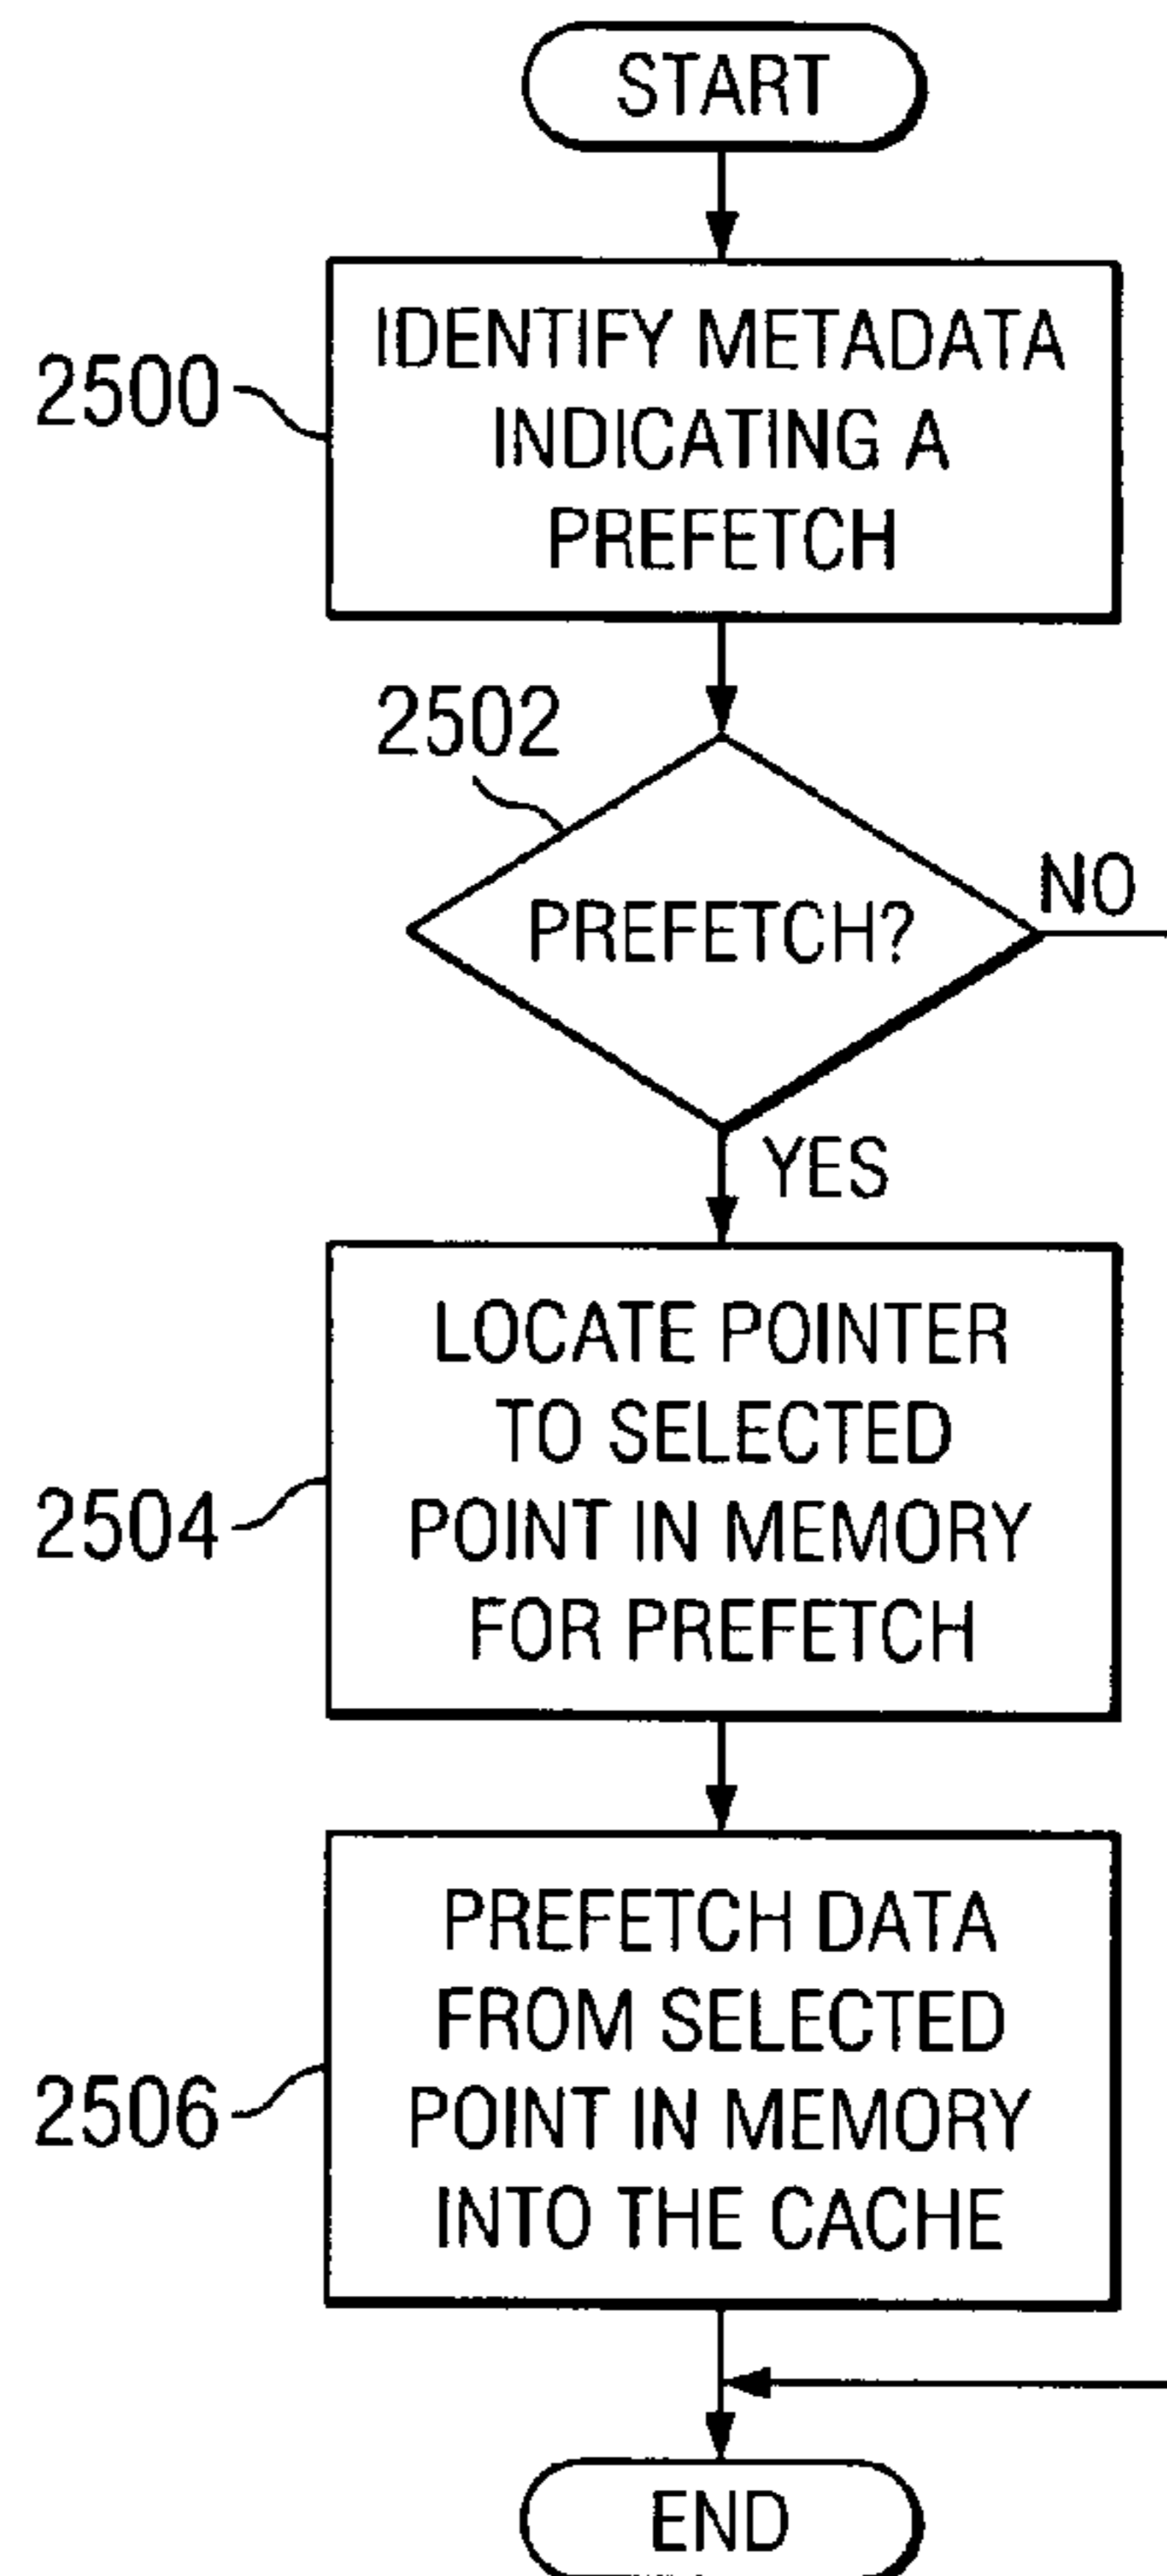 START
2500
IDENTIFY METADATA
INDICATING A
PREFETCH
2502
PREFETCH?
NO
YES
2504
LOCATE POINTER
TO SELECTED
POINT IN MEMORY
FOR PREFETCH
2506
PREFETCH DATA
FROM SELECTED
POINT IN MEMORY
INTO THE CACHE
END